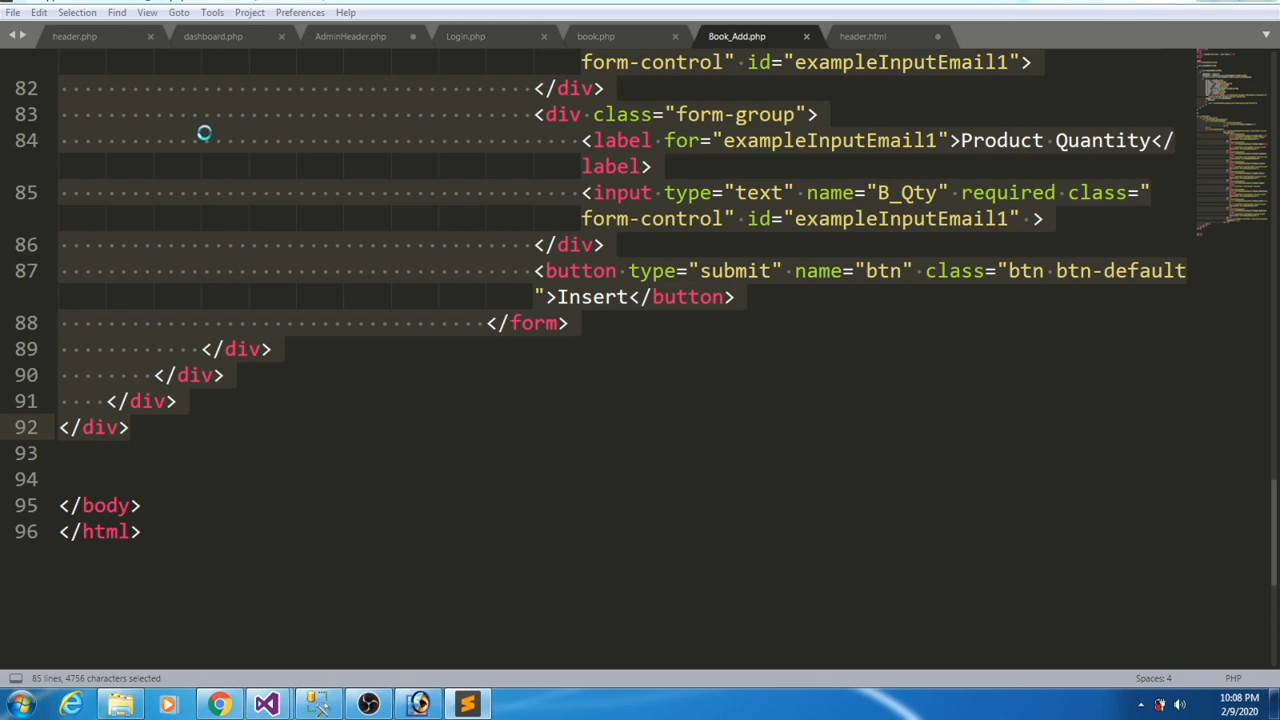 File Edit Selection Find View Goto Tools Project Preferences Help
header.php dashboard.php AdminHeader.php Login.php book.php Book_Add.php header.html
form-control" id="exampleInputEmail1">
82 </div>
83 <div class="form-group">
84 <label for="exampleInputEmail1">Product Quantity</
label>
85 <input type="text" name="B_Qty" required class="
form-control" id="exampleInputEmail1" >
86 </div>
87 <button type="submit" name="btn" class="btn btn-default
">Insert</button>
88 </form>
89 </div>
90 </div>
91 </div>
92 </div>
93
94
95 </body>
96 </html>
85 lines, 4756 characters selected Spaces: 4 PHP
10:08 PM
2/9/2020